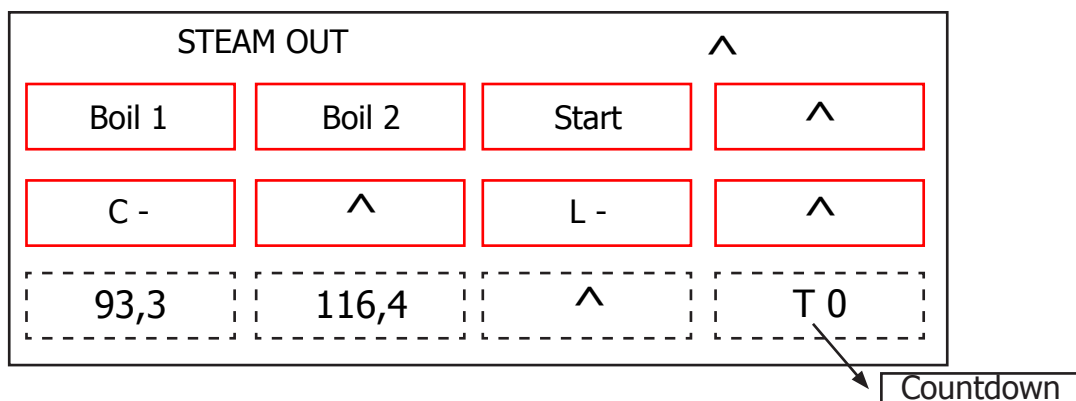 STEAM OUT ^
Boil 1 Boil 2 Start ^
C - ^ L - ^
93,3 116,4 ^ T 0
Countdown